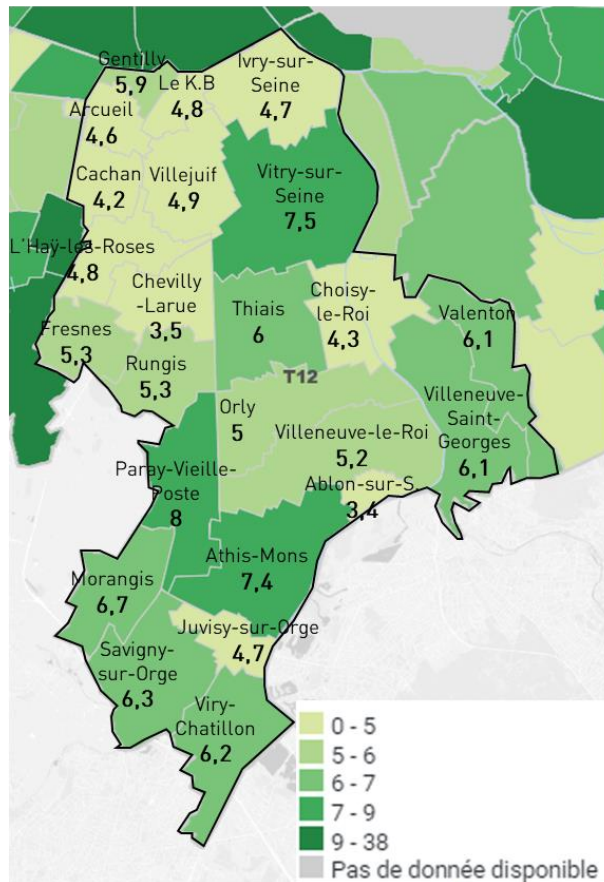 Gentilly
5,9
Le K.B
4,8
Ivry-sur-
Seine
4,7
Arcueil
4,6
Cachan
4,2
Villejuif
4,9
Vitry-sur-
Seine
7,5
L'Haÿ-les-Roses
4,8
Chevilly
-Larue
3,5
Thiais
6
Choisy-
le-Roi
4,3
Valenton
6,1
Fresnes
5,3
Rungis
5,3
T12
Orly
5
Villeneuve-le-Roi
5,2
Villeneuve-
Saint-
Georges
6,1
Ablon-sur-S.
3,4
Paray-Vieille-
Poste
8
Athis-Mons
7,4
Morangis
6,7
Juvisy-sur-Orge
4,7
Savigny-
sur-Orge
6,3
Viry-
Chatillon
6,2
0 - 5
5 - 6
6 - 7
7 - 9
9 - 38
Pas de donnée disponible